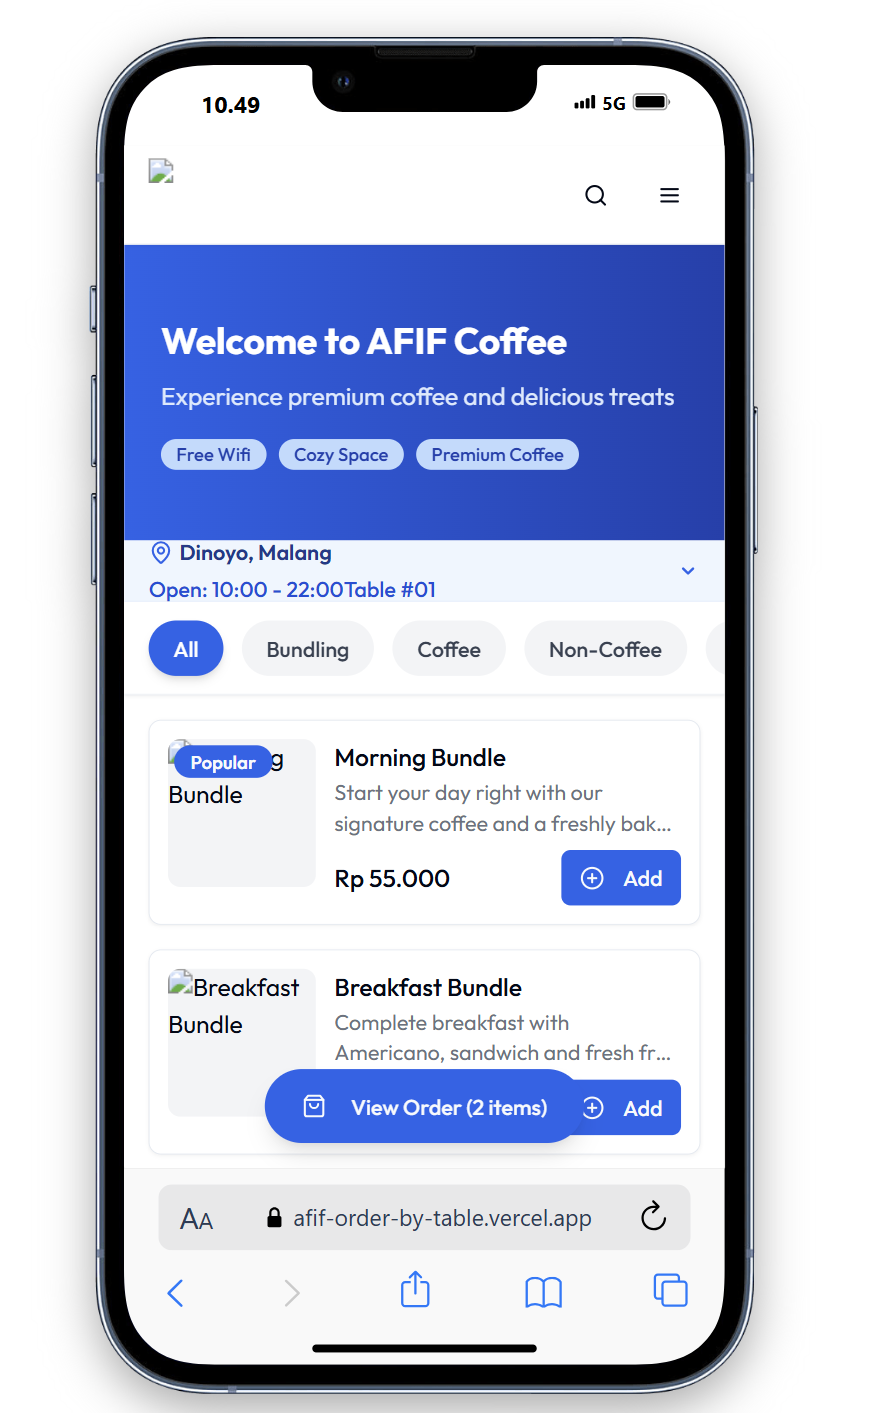 10.49
5G
Welcome to AFIF Coffee
Experience premium coffee and delicious treats
Free Wifi
Cozy Space
Premium Coffee
Dinoyo, Malang
Open: 10:00 - 22:00Table #01
All
Bundling
Coffee
Non-Coffee
Popular
g
Bundle
Morning Bundle
Start your day right with our
signature coffee and a freshly bak...
Rp 55.000
Add
Breakfast
Bundle
Breakfast Bundle
Complete breakfast with
Americano, sandwich and fresh fr...
View Order (2 items)
Add
AA
afif-order-by-table.vercel.app